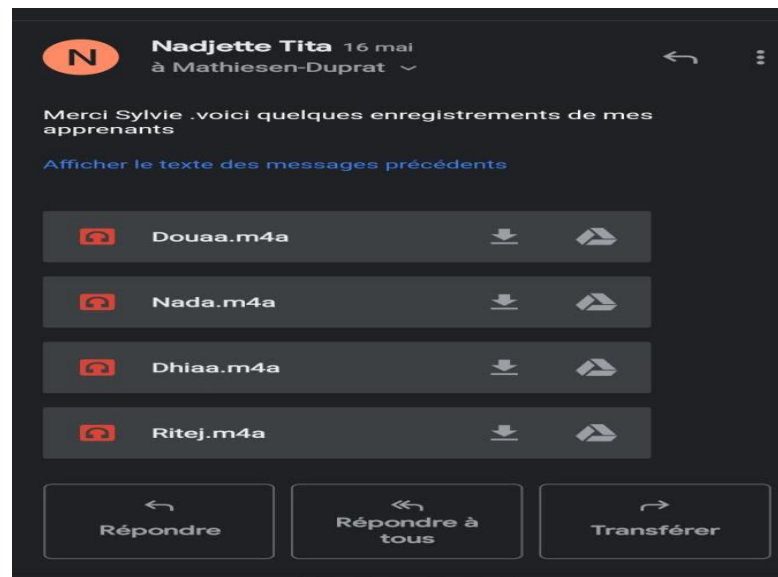 N
Nadjette Tita 16 mai
à Mathiesen-Duprat
Merci Sylvie .voici quelques enregistrements de mes
apprenants
Afficher le texte des messages précédents
Douaa.m4a
Nada.m4a
Dhiaa.m4a
Ritej.m4a
Répondre
Répondre à
tous
Transférer